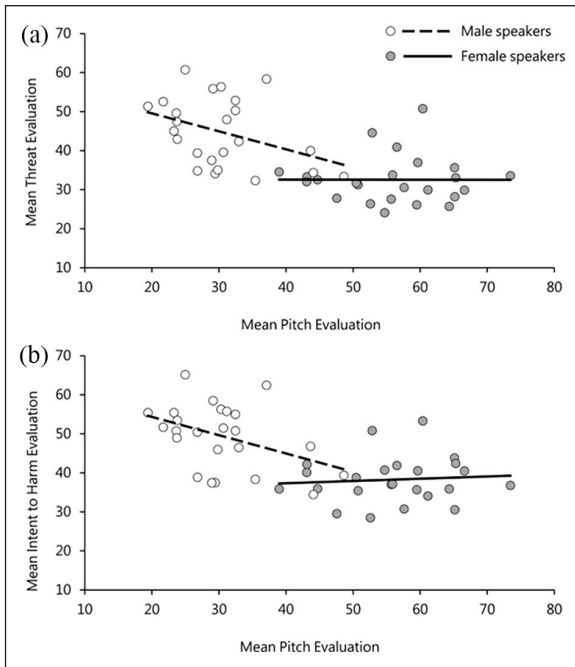 (a)
Male speakers
Female speakers
Mean Threat Evaluation
70
60
50
40
30
20
10
10 20 30 40 50 60 70 80
Mean Pitch Evaluation
(b)
Mean Intent to Harm Evaluation
70
60
50
40
30
20
10
10 20 30 40 50 60 70 80
Mean Pitch Evaluation